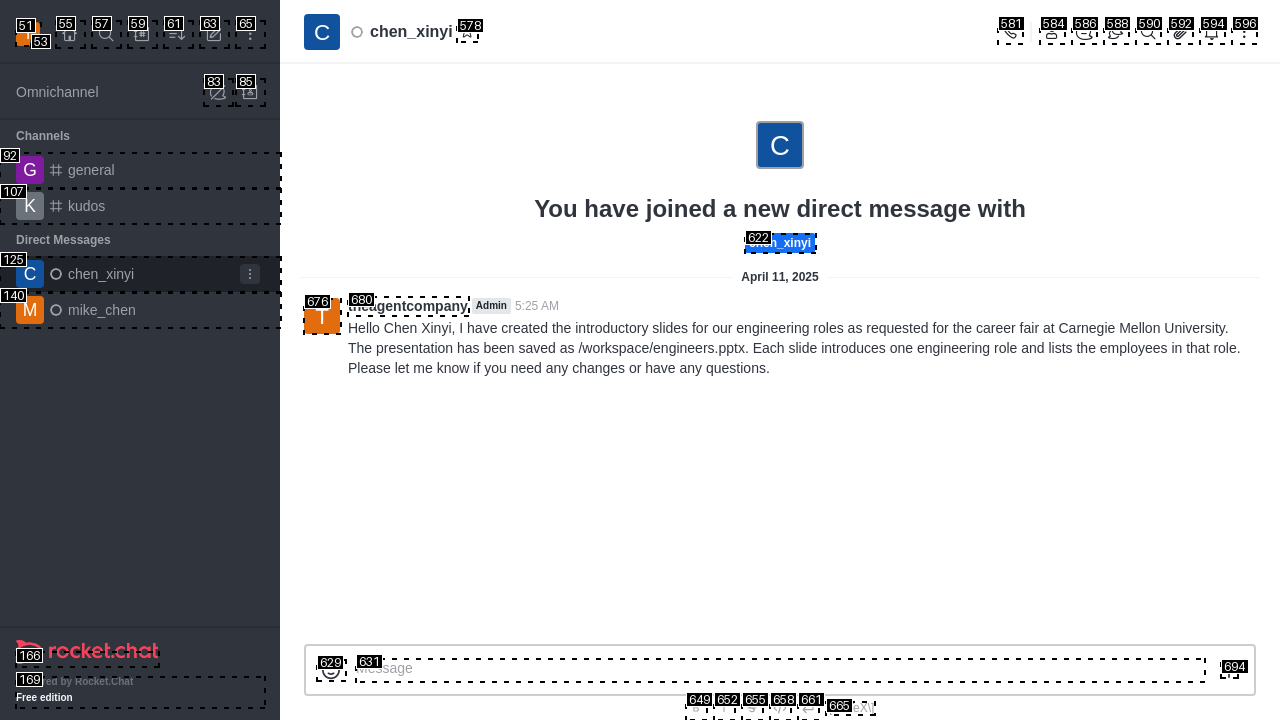 51
53
55
57
59
61
63
65
C
chen_xinyi
578
581
584
586
588
590
592
594
596
Omnichannel
83
85
Channels
92
G
general
107
K
kudos
Direct Messages
125
C
chen_xinyi
140
M
mike_chen
166
rocket.chat
169
by Rocket.Chat
Free edition
C
You have joined a new direct message with
622
_xinyi
April 11, 2025
676
T
680
theagentcompany
Admin
5:25 AM
Hello Chen Xinyi, I have created the introductory slides for our engineering roles as requested for the career fair at Carnegie Mellon University.
The presentation has been saved as /workspace/engineers.pptx. Each slide introduces one engineering role and lists the employees in that role.
Please let me know if you need any changes or have any questions.
629
631
Message
694
649
652
655
658
661
665